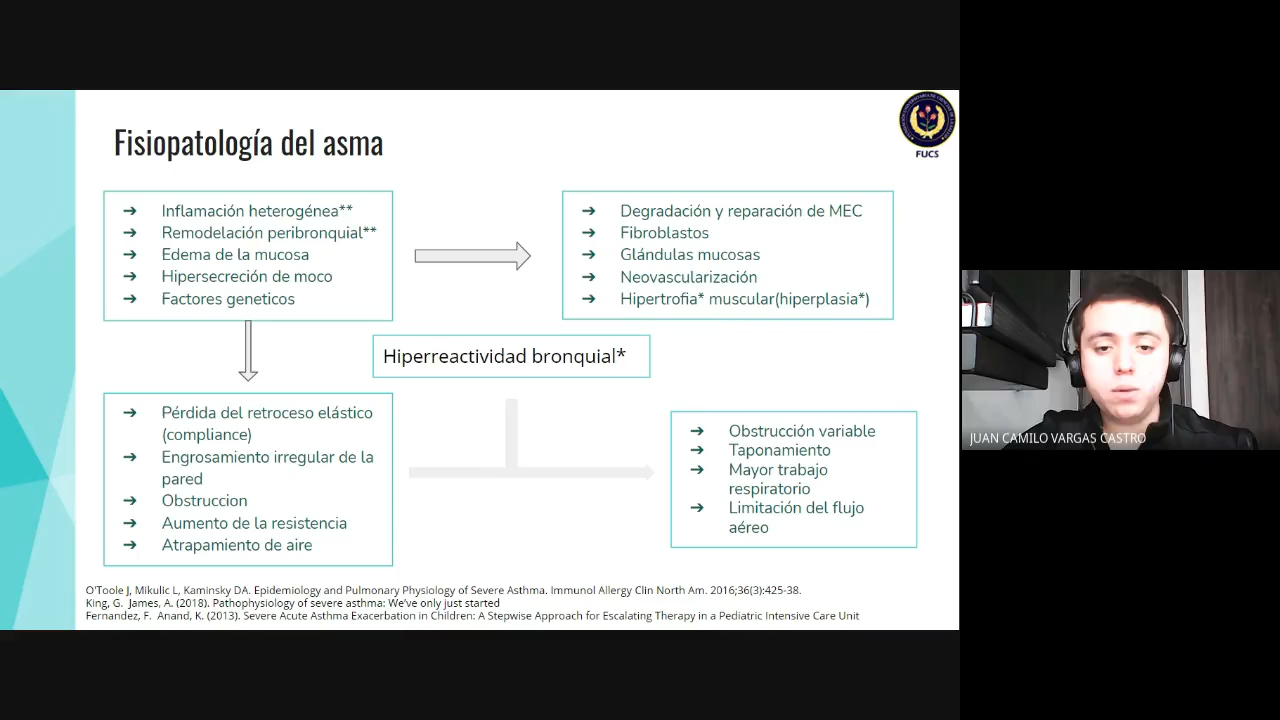 Fisiopatología del asma
FUCS
➔ Inflamación heterogénea**
➔ Remodelación peribronquial**
➔ Edema de la mucosa
➔ Hipersecreción de moco
➔ Factores geneticos
➔ Degradación y reparación de MEC
➔ Fibroblastos
➔ Glándulas mucosas
➔ Neovascularización
➔ Hipertrofia* muscular(hiperplasia*)
Hiperreactividad bronquial*
➔ Pérdida del retroceso elástico
(compliance)
➔ Engrosamiento irregular de la
pared
➔ Obstruccion
➔ Aumento de la resistencia
➔ Atrapamiento de aire
➔ Obstrucción variable
➔ Taponamiento
➔ Mayor trabajo
respiratorio
➔ Limitación del flujo
aéreo
O'Toole J, Mikulic L, Kaminsky DA. Epidemiology and Pulmonary Physiology of Severe Asthma. Immunol Allergy Clin North Am. 2016;36(3):425-38.
King, G. James, A. (2018). Pathophysiology of severe asthma: We've only just started
Fernandez, F. Anand, K. (2013). Severe Acute Asthma Exacerbation in Children: A Stepwise Approach for Escalating Therapy in a Pediatric Intensive Care Unit
JUAN CAMILO VARGAS CASTRO